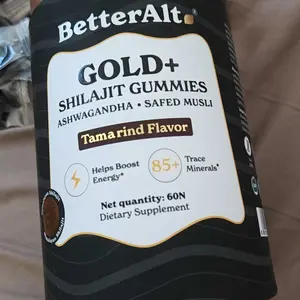 BetterAlt
GOLD+
SHILAJIT GUMMIES
ASHWAGANDHA • SAFED MUSLI
Tamarind Flavor
Helps Boost
Energy*
85+
Trace
Minerals*
Net quantity: 60N
Dietary Supplement